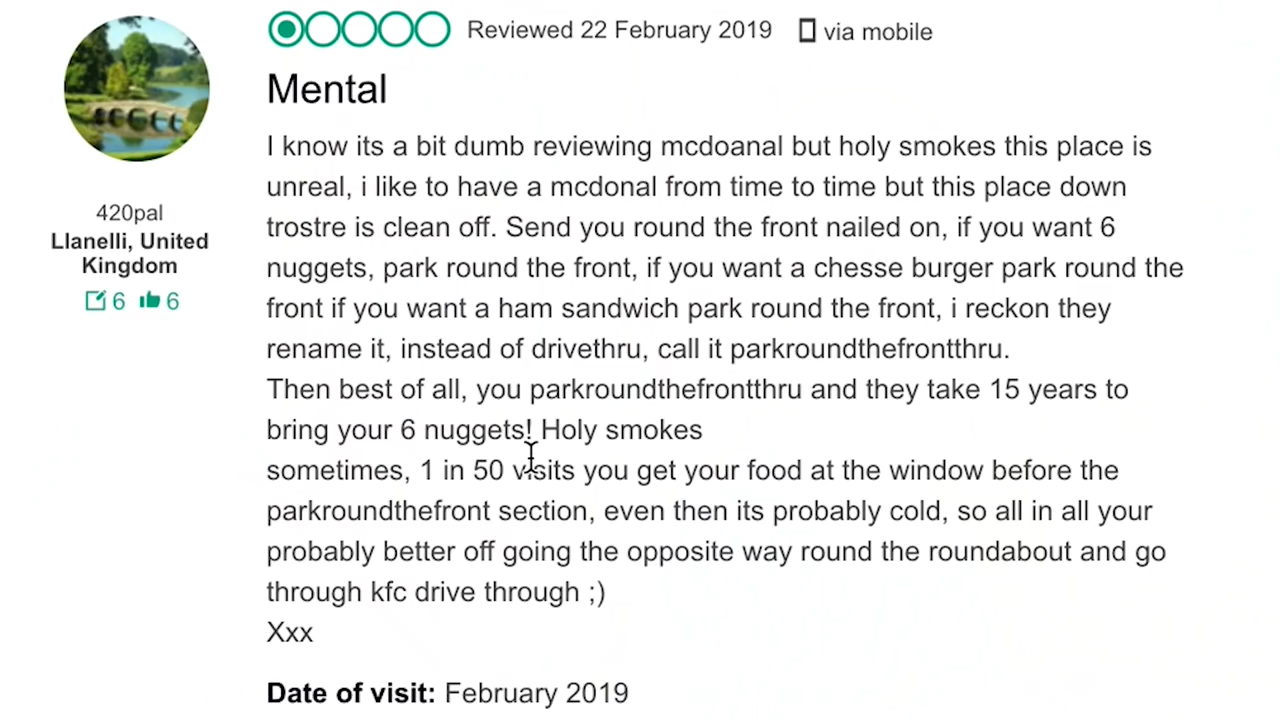 Reviewed 22 February 2019 via mobile
Mental
I know its a bit dumb reviewing mcdoanal but holy smokes this place is
unreal, i like to have a mcdonal from time to time but this place down
trostre is clean off. Send you round the front nailed on, if you want 6
nuggets, park round the front, if you want a chesse burger park round the
front if you want a ham sandwich park round the front, i reckon they
rename it, instead of drivethru, call it parkroundthefrontthru.
Then best of all, you parkroundthefrontthru and they take 15 years to
bring your 6 nuggets! Holy smokes
sometimes, 1 in 50 visits you get your food at the window before the
parkroundthefront section, even then its probably cold, so all in all your
probably better off going the opposite way round the roundabout and go
through kfc drive through ;)
Xxx
Date of visit: February 2019
420pal
Llanelli, United
Kingdom
6 6